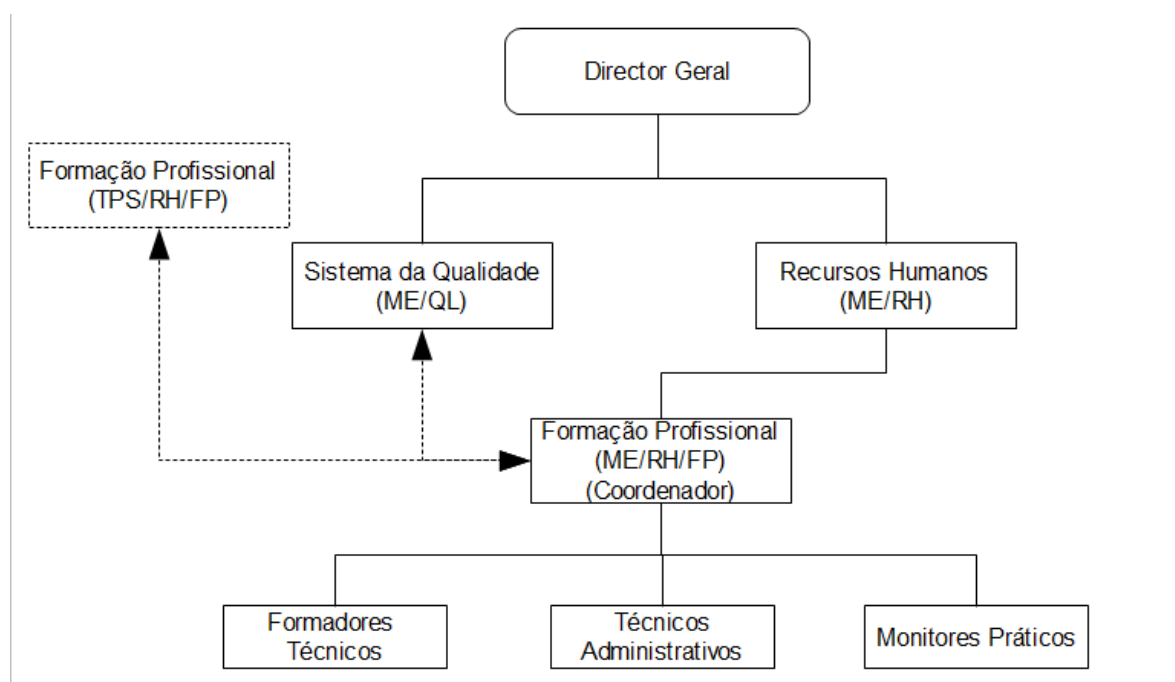 Director Geral
Formação Profissional
(TPS/RH/FP)
Sistema da Qualidade
(ME/QL)
Recursos Humanos
(ME/RH)
Formação Profissional
(ME/RH/FP)
(Coordenador)
Formadores
Técnicos
Técnicos
Administrativos
Monitores Práticos